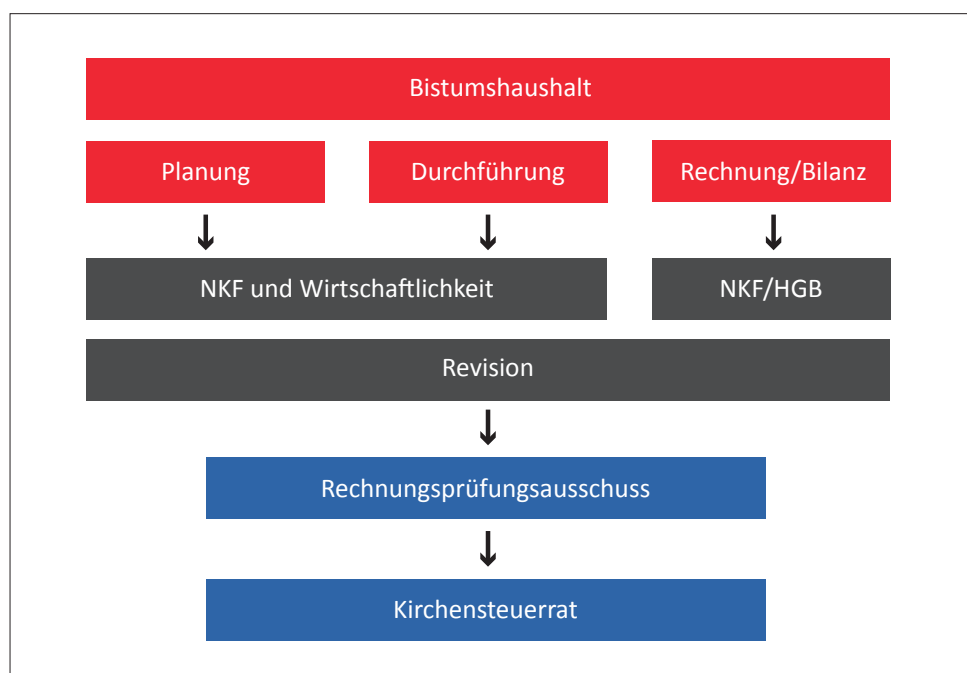 Bistumshaushalt
Planung
Durchführung
Rechnung/Bilanz
NKF und Wirtschaftlichkeit
NKF/HGB
Revision
Rechnungsprüfungsausschuss
Kirchensteuerrat